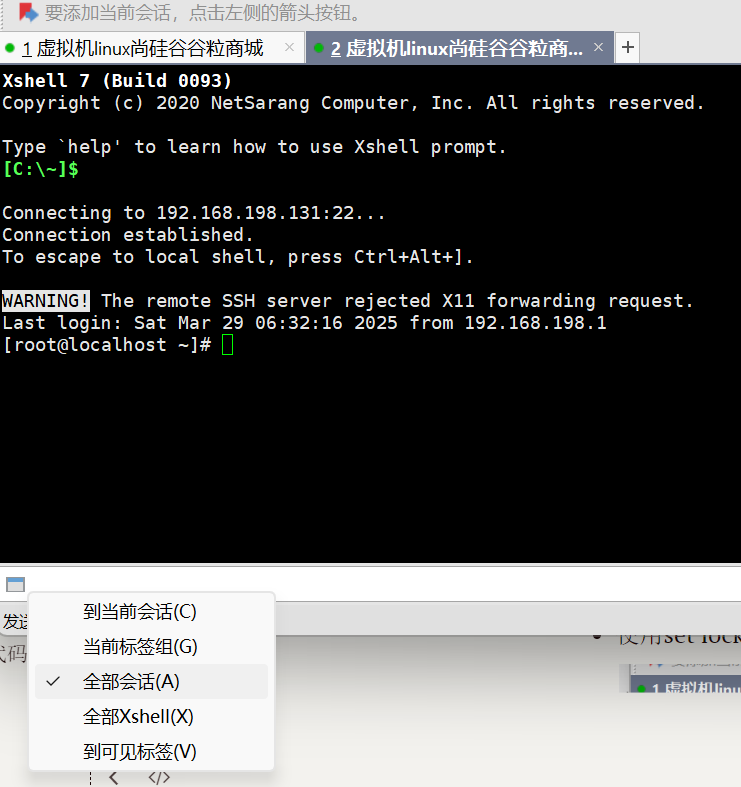 要添加当前会话，点击左侧的箭头按钮。
1 虚拟机linux尚硅谷谷粒商城 ×
2 虚拟机linux尚硅谷谷粒商... × +
Xshell 7 (Build 0093)
Copyright (c) 2020 NetSarang Computer, Inc. All rights reserved.
Type `help' to learn how to use Xshell prompt.
[C:\~]$
Connecting to 192.168.198.131:22...
Connection established.
To escape to local shell, press Ctrl+Alt+].
WARNING! The remote SSH server rejected X11 forwarding request.
Last login: Sat Mar 29 06:32:16 2025 from 192.168.198.1
[root@localhost ~]#
到当前会话(C)
当前标签组(G)
全部会话(A)
全部Xshell(X)
到可见标签(V)
发送
代码
使用set lock
1 虚拟机linu